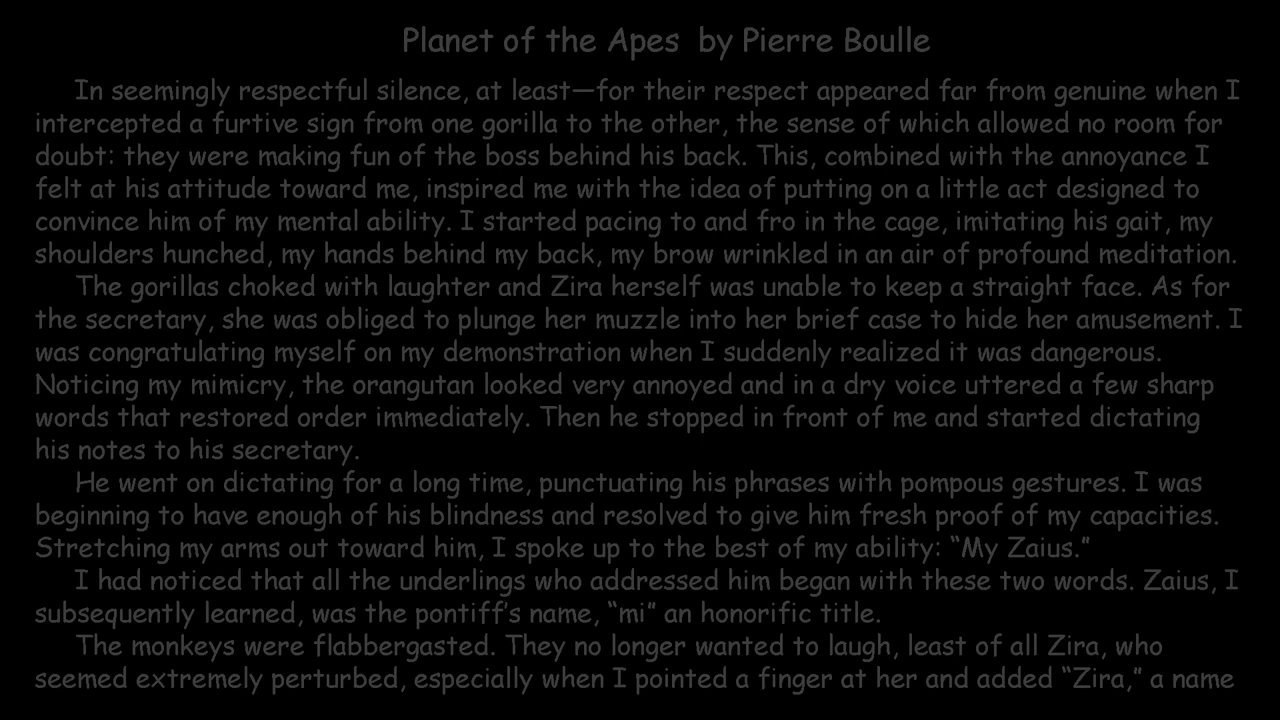 Planet of the Apes  by Pierre Boulle
In seemingly respectful silence, at least—for their respect appeared far from genuine when I
intercepted a furtive sign from one gorilla to the other, the sense of which allowed no room for
doubt: they were making fun of the boss behind his back. This, combined with the annoyance I
felt at his attitude toward me, inspired me with the idea of putting on a little act designed to
convince him of my mental ability. I started pacing to and fro in the cage, imitating his gait, my
shoulders hunched, my hands behind my back, my brow wrinkled in an air of profound meditation.
The gorillas choked with laughter and Zira herself was unable to keep a straight face. As for
the secretary, she was obliged to plunge her muzzle into her brief case to hide her amusement. I
was congratulating myself on my demonstration when I suddenly realized it was dangerous.
Noticing my mimicry, the orangutan looked very annoyed and in a dry voice uttered a few sharp
words that restored order immediately. Then he stopped in front of me and started dictating
his notes to his secretary.
He went on dictating for a long time, punctuating his phrases with pompous gestures. I was
beginning to have enough of his blindness and resolved to give him fresh proof of my capacities.
Stretching my arms out toward him, I spoke up to the best of my ability: “My Zaius.”
I had noticed that all the underlings who addressed him began with these two words. Zaius, I
subsequently learned, was the pontiff’s name, “mi” an honorific title.
The monkeys were flabbergasted. They no longer wanted to laugh, least of all Zira, who
seemed extremely perturbed, especially when I pointed a finger at her and added “Zira,” a name